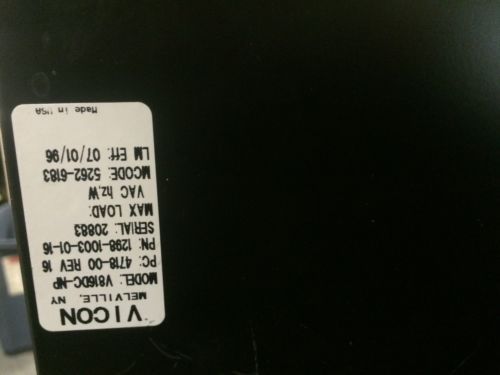 VICON
MELVILLE, NY
MODEL: V816DC-NP
PC: 4718-00 REV 16
PN: 1298-1003-01-16
SERIAL: 20883
MAX LOAD:
VAC hz W
MCODE: 5262-6183
LM Eff: 07/01/96
Made in USA